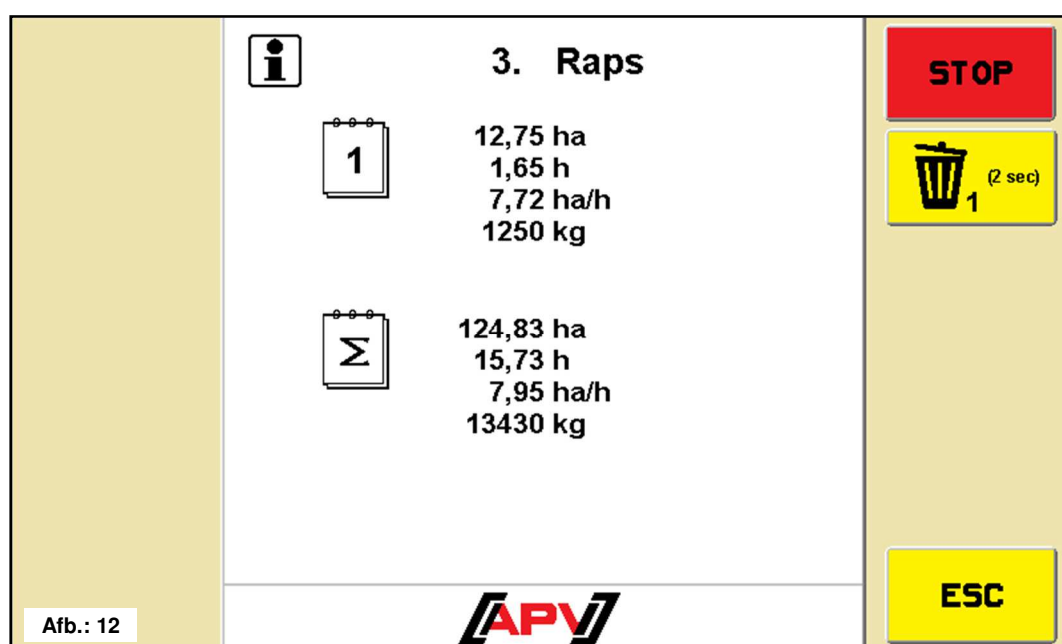 i
3. Raps
STOP
1
12,75 ha
1,65 h
7,72 ha/h
1250 kg
(2 sec)
1
Σ
124,83 ha
15,73 h
7,95 ha/h
13430 kg
ESC
APV
Afb.: 12